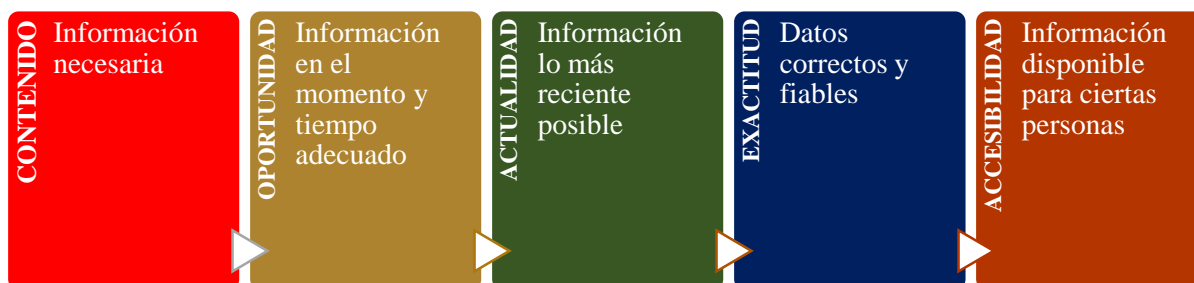 CONTENIDO
Información
necesaria
OPORTUNIDAD
Información
en el
momento y
tiempo
adecuado
ACTUALIDAD
Información
lo más
reciente
posible
EXACTITUD
Datos
correctos y
fiables
ACCESIBILIDAD
Información
disponible
para ciertas
personas